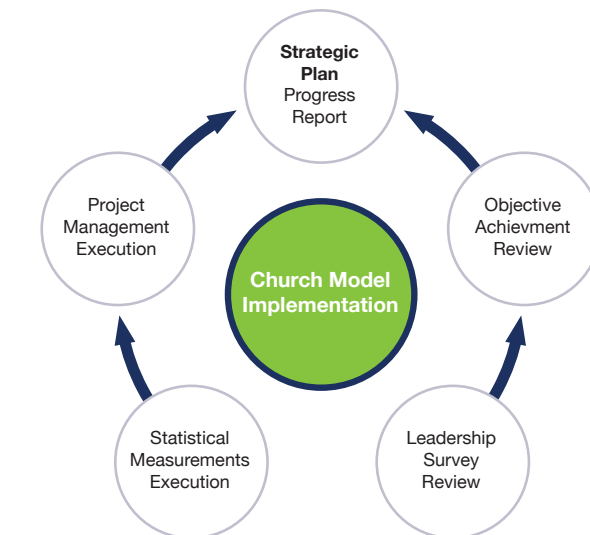 Strategic
Plan
Progress
Report
Project
Management
Execution
Objective
Achievment
Review
Church Model
Implementation
Statistical
Measurements
Execution
Leadership
Survey
Review